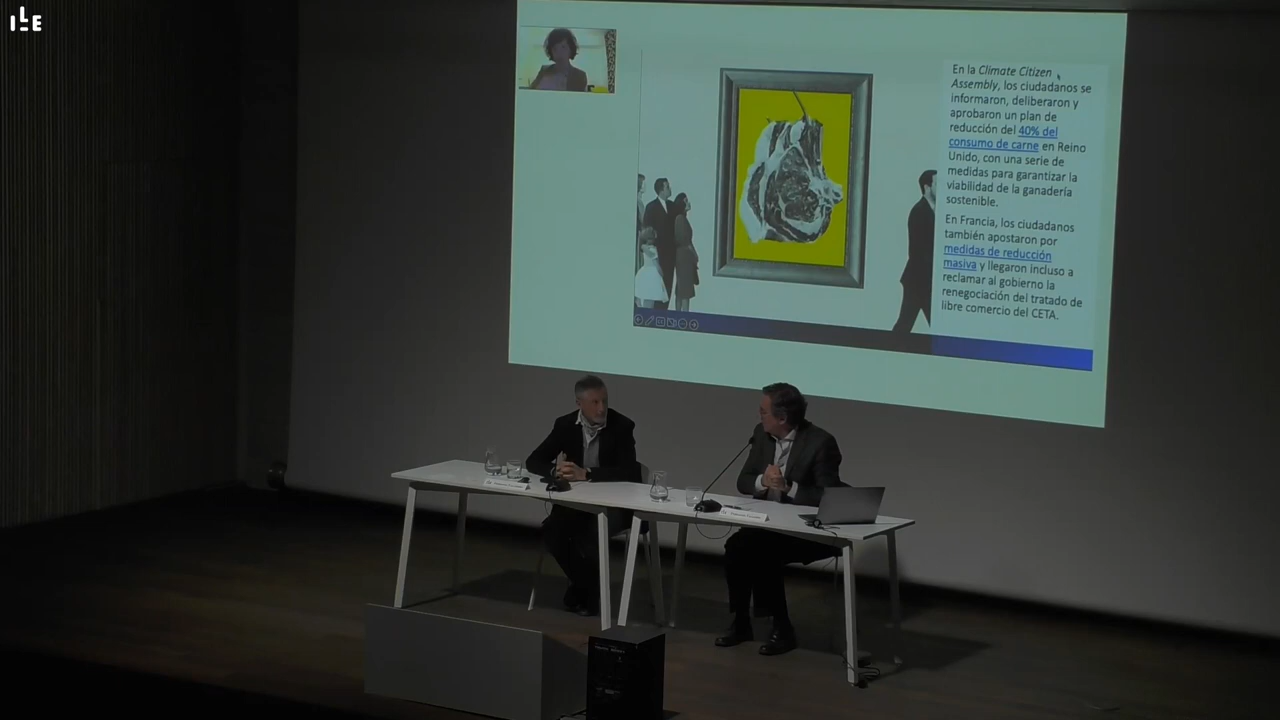 ILE
En la Climate Citizen
Assembly, los ciudadanos se
informaron, deliberaron y
aprobaron un plan de
reducción del 40% del
consumo de carne en Reino
Unido, con una serie de
medidas para garantizar la
viabilidad de la ganadería
sostenible.
En Francia, los ciudadanos
también apostaron por
medidas de reducción
masiva y llegaron incluso a
reclamar al gobierno la
renegociación del tratado de
libre comercio del CETA.